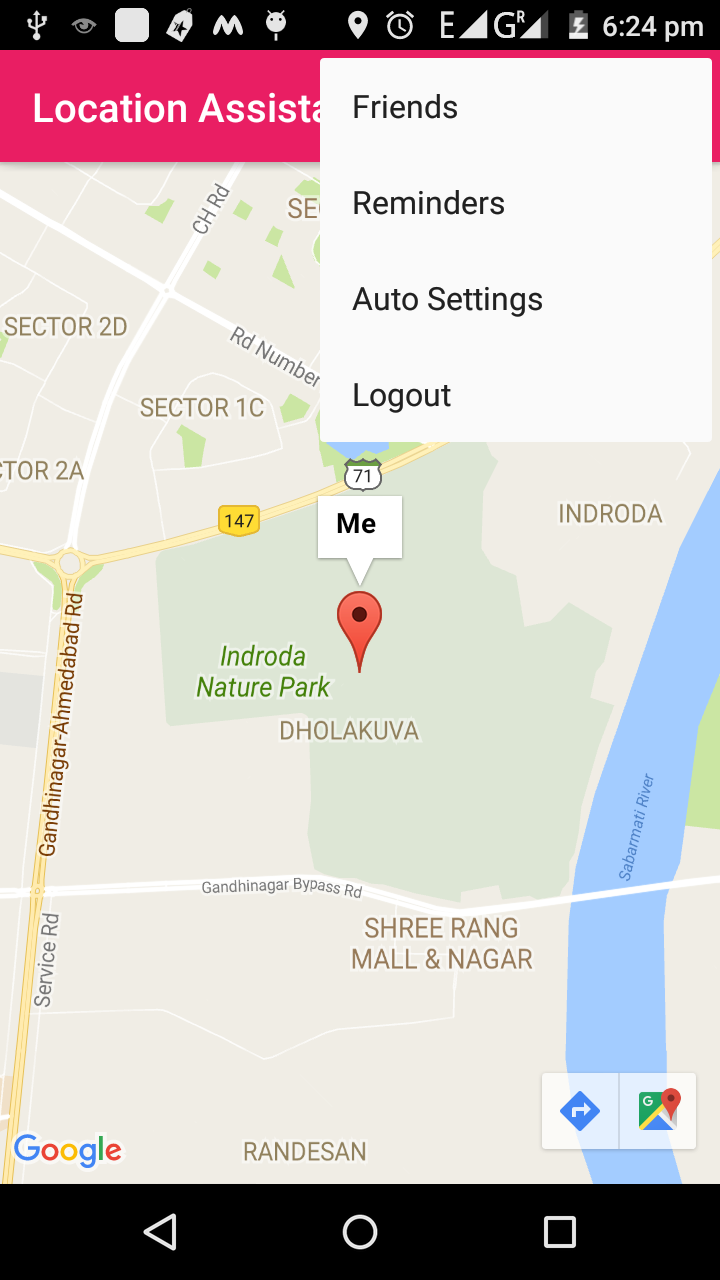 E G R 6:24 pm
Location Assista
Friends
Reminders
Auto Settings
Logout
CH Rd
SE
SECTOR 2D
Rd Number
SECTOR 1C
CTOR 2A
71
147
INDRODA
Me
Indroda
Nature Park
DHOLAKUVA
Gandhinagar-Ahmedabad Rd
Sabarmati River
Gandhinagar Bypass Rd
SHREE RANG
MALL & NAGAR
Service Rd
G
Google
RANDESAN